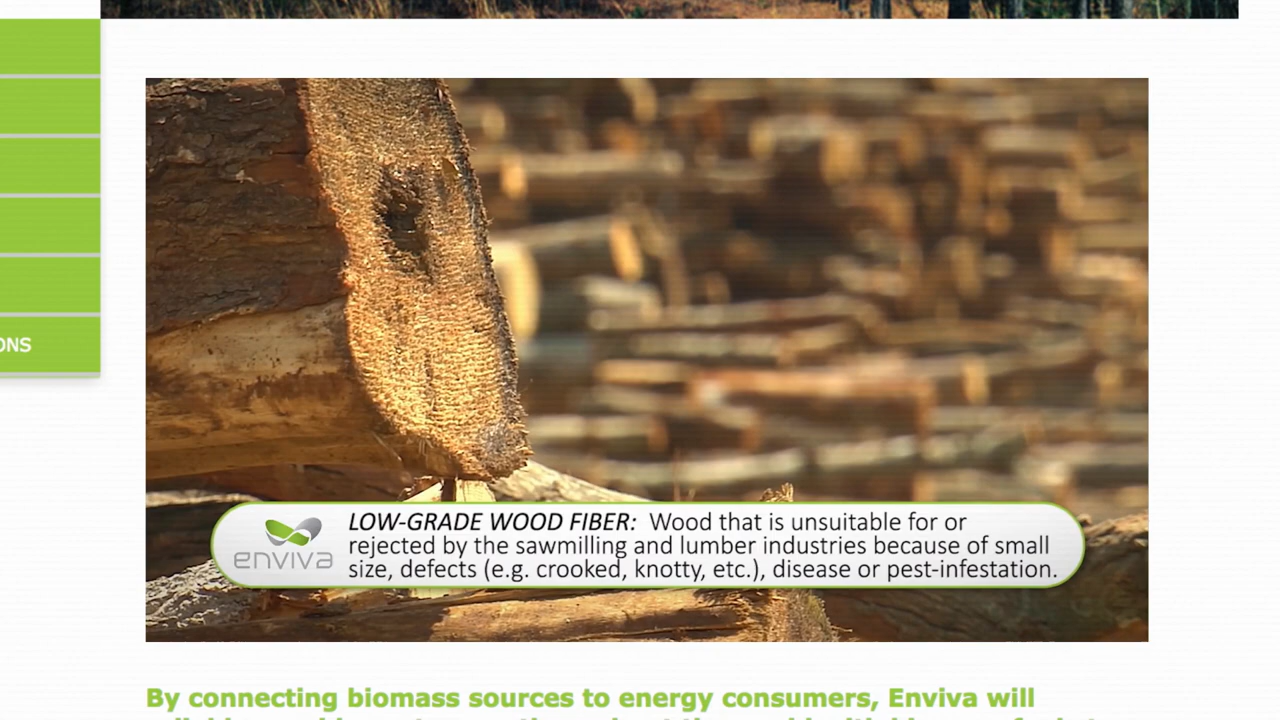 ONS
enviva
LOW-GRADE WOOD FIBER: Wood that is unsuitable for or
rejected by the sawmilling and lumber industries because of small
size, defects (e.g. crooked, knotty, etc.), disease or pest-infestation.
By connecting biomass sources to energy consumers, Enviva will